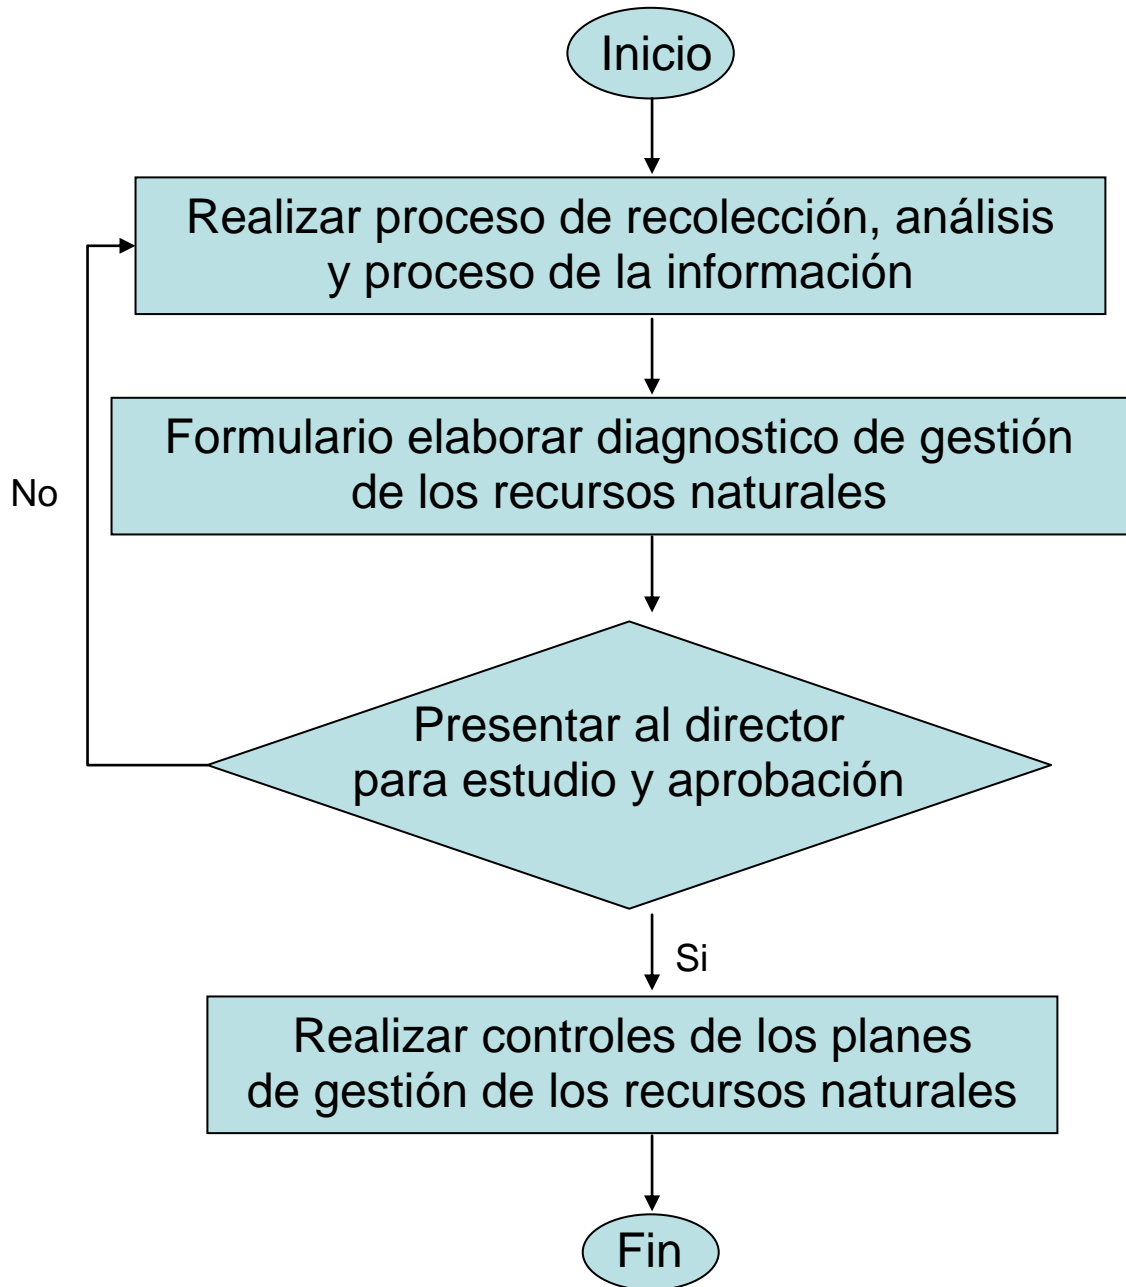 Inicio
Realizar proceso de recolección, análisis
y proceso de la información
Formulario elaborar diagnostico de gestión
de los recursos naturales
No
Presentar al director
para estudio y aprobación
Si
Realizar controles de los planes
de gestión de los recursos naturales
Fin